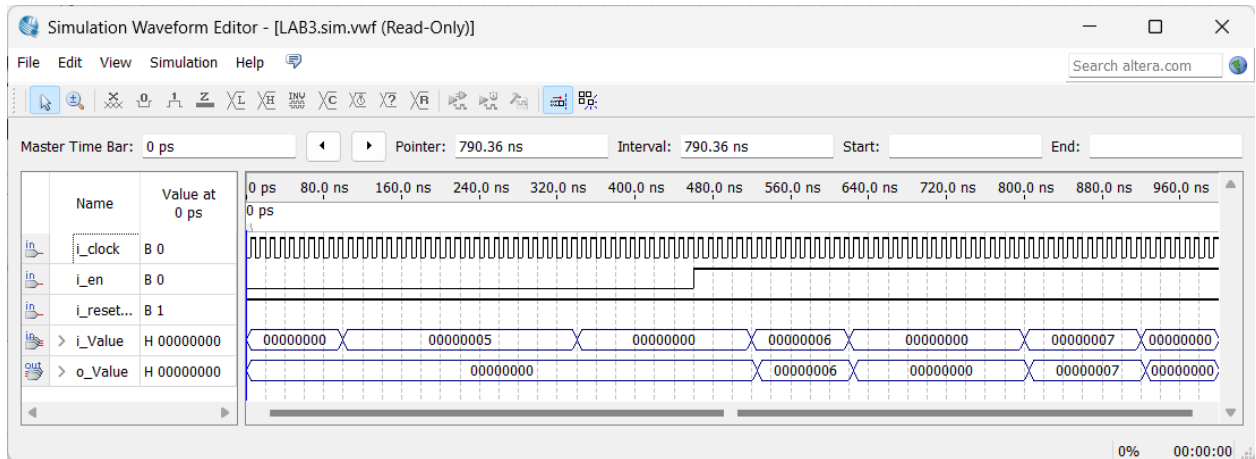 Simulation Waveform Editor - [LAB3.sim.vwf (Read-Only)]
File Edit View Simulation Help
Search altera.com
Master Time Bar: 0 ps Pointer: 790.36 ns Interval: 790.36 ns Start: End:
Name Value at 0 ps
0 ps 80.0 ns 160.0 ns 240.0 ns 320.0 ns 400.0 ns 480.0 ns 560.0 ns 640.0 ns 720.0 ns 800.0 ns 880.0 ns 960.0 ns
0 ps
in i_clock B 0
in i_en B 0
in i_reset... B 1
in > i_Value H 00000000 00000000 00000005 00000000 00000006 00000000 00000007 00000000
out > o_Value H 00000000 00000000 00000006 00000000 00000007 00000000
0% 00:00:00